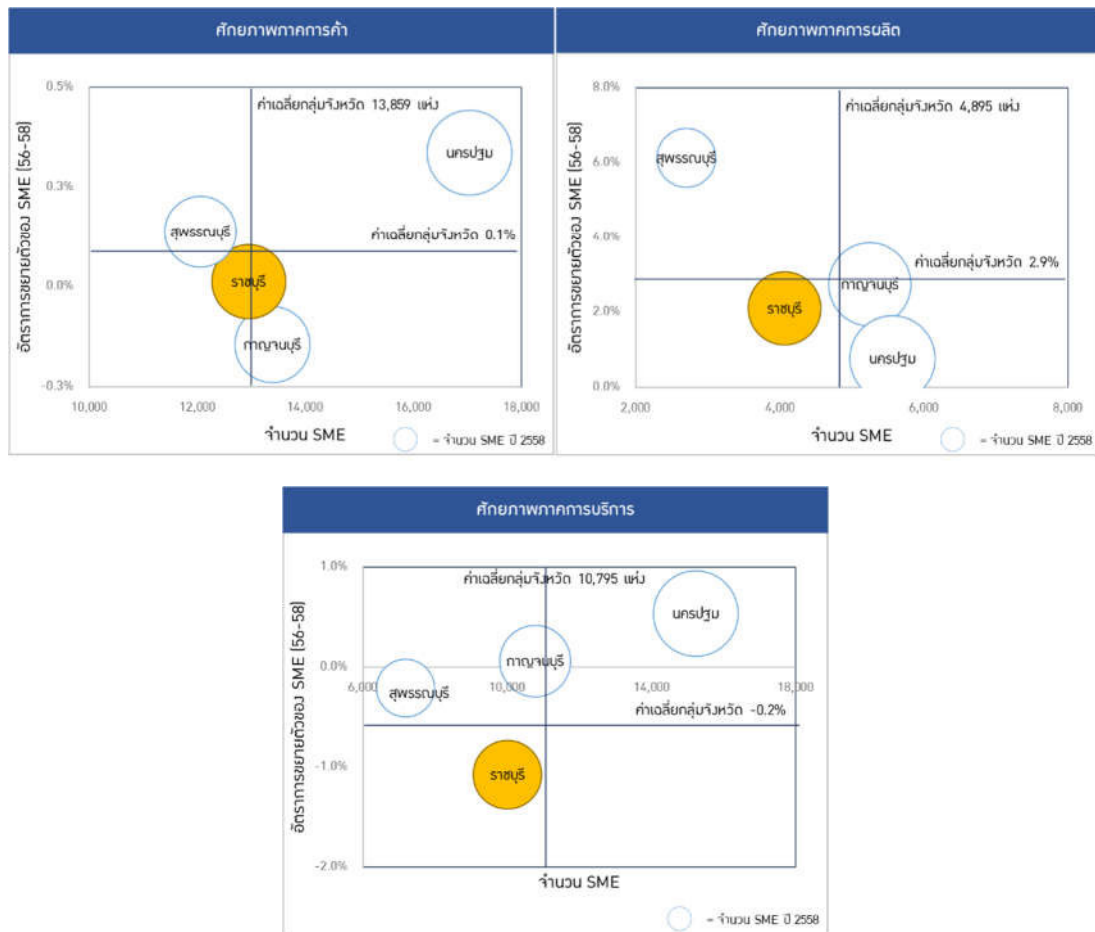 ศักยภาพภาคการค้า
อัตราการขยายตัวของ SME (56-58)
0.5%
0.3%
0.0%
-0.3%
ค่าเฉลี่ยกลุ่มจังหวัด 13,859 แห่ง
นครปฐม
สุพรรณบุรี
ค่าเฉลี่ยกลุ่มจังหวัด 0.1%
ราชบุรี
กาญจนบุรี
10,000 12,000 14,000 16,000 18,000
จำนวน SME
= จำนวน SME ปี 2558
ศักยภาพภาคการผลิต
อัตราการขยายตัวของ SME (56-58)
8.0%
6.0%
4.0%
2.0%
0.0%
ค่าเฉลี่ยกลุ่มจังหวัด 4,895 แห่ง
สุพรรณบุรี
ค่าเฉลี่ยกลุ่มจังหวัด 2.9%
กาญจนบุรี
ราชบุรี
นครปฐม
2,000 4,000 6,000 8,000
จำนวน SME
= จำนวน SME ปี 2558
ศักยภาพภาคการบริการ
อัตราการขยายตัวของ SME (56-58)
1.0%
0.0%
-1.0%
-2.0%
ค่าเฉลี่ยกลุ่มจังหวัด 10,795 แห่ง
นครปฐม
กาญจนบุรี
6,000 10,000 14,000 18,000
สุพรรณบุรี
ค่าเฉลี่ยกลุ่มจังหวัด -0.2%
ราชบุรี
จำนวน SME
= จำนวน SME ปี 2558